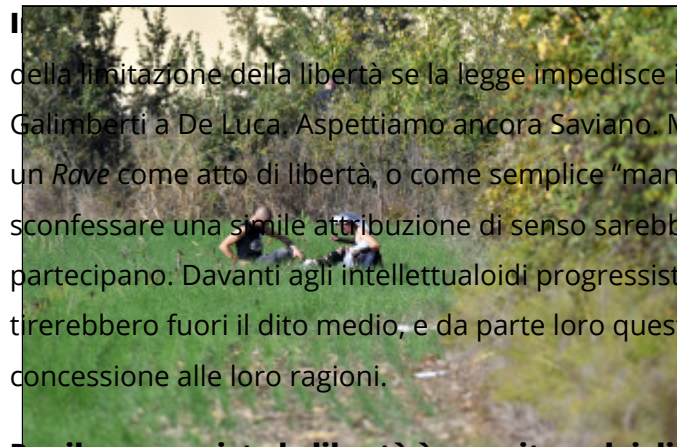 della limitazione della libertà se la legge impedisce
Galimberti a De Luca. Aspettiamo ancora Saviano.
un Rave come atto di libertà, o come semplice “man
sconfessare una simile attribuzione di senso sarebb
partecipano. Davanti agli intellettualoidi progressist
tirerebbero fuori il dito medio, e da parte loro ques
concessione alle loro ragioni.